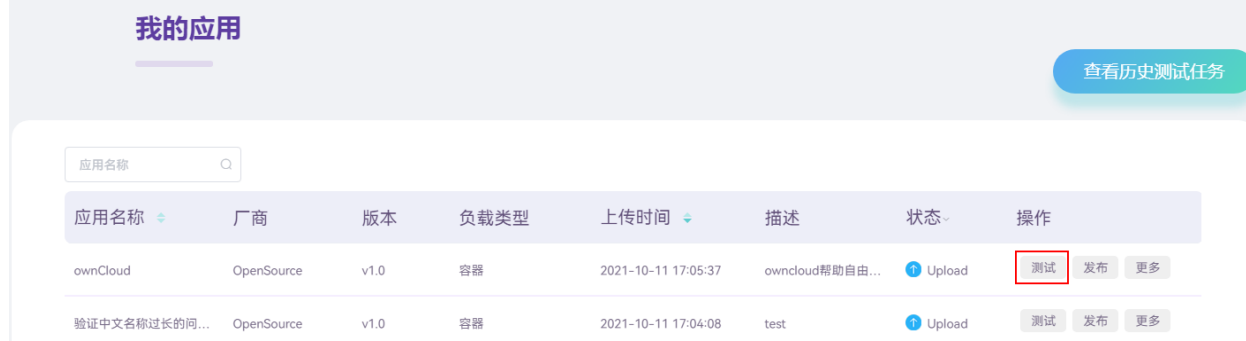 我的应用
查看历史测试任务
应用名称
应用名称 厂商 版本 负载类型 上传时间 描述 状态 操作
ownCloud OpenSource v1.0 容器 2021-10-11 17:05:37 owncloud帮助自由... Upload 测试 发布 更多
验证中文名称过长的问... OpenSource v1.0 容器 2021-10-11 17:04:08 test Upload 测试 发布 更多